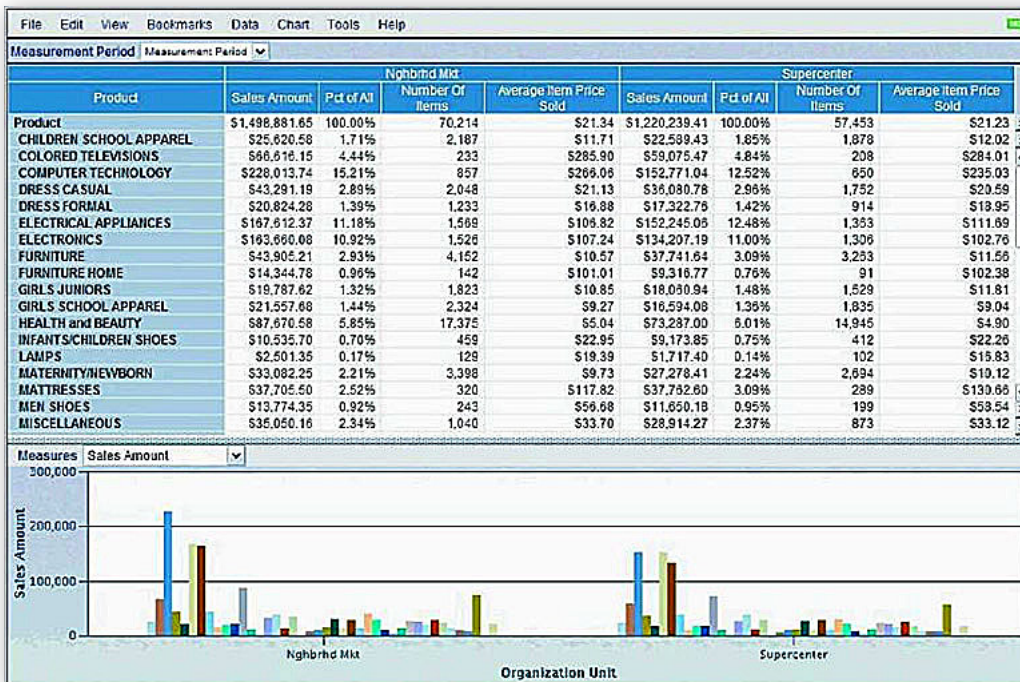 File Edit View Bookmarks Data Chart Tools Help
Measurement Period Measurement Period
Nghbrhd Mkt Supercenter
Product Sales Amount Pct of All Number Of Items Average Item Price Sold Sales Amount Pct of All Number Of Items Average Item Price Sold
Product $1,498,881.65 100.00% 70,214 $21.34 $1,220,239.41 100.00% 57,453 $21.23
CHILDREN SCHOOL APPAREL $25,620.58 1.71% 2,187 $11.71 $22,589.43 1.85% 1,878 $12.02
COLORED TELEVISIONS $66,616.15 4.44% 233 $285.90 $59,075.47 4.84% 208 $284.01
COMPUTER TECHNOLOGY $228,013.74 15.21% 857 $266.06 $152,771.04 12.52% 650 $235.03
DRESS CASUAL $43,291.19 2.89% 2,048 $21.13 $36,080.78 2.96% 1,752 $20.59
DRESS FORMAL $20,824.28 1.39% 1,233 $16.88 $17,322.76 1.42% 914 $18.95
ELECTRICAL APPLIANCES $167,612.37 11.18% 1,569 $106.82 $152,245.06 12.48% 1,363 $111.69
ELECTRONICS $163,660.08 10.92% 1,526 $107.24 $134,207.19 11.00% 1,306 $102.76
FURNITURE $43,905.21 2.93% 4,152 $10.57 $37,741.64 3.09% 3,263 $11.56
FURNITURE HOME $14,344.78 0.96% 142 $101.01 $9,316.77 0.76% 91 $102.38
GIRLS JUNIORS $19,787.62 1.32% 1,823 $10.85 $18,060.94 1.48% 1,529 $11.81
GIRLS SCHOOL APPAREL $21,557.68 1.44% 2,324 $9.27 $16,594.08 1.36% 1,835 $9.04
HEALTH and BEAUTY $87,670.58 5.85% 17,375 $5.04 $73,287.00 6.01% 14,945 $4.90
INFANTS/CHILDREN SHOES $10,535.70 0.70% 459 $22.95 $9,173.85 0.75% 412 $22.26
LAMPS $2,501.35 0.17% 129 $19.39 $1,717.40 0.14% 102 $16.83
MATERNITY/NEWBORN $33,082.25 2.21% 3,398 $9.73 $27,278.41 2.24% 2,694 $10.12
MATTRESSES $37,705.50 2.52% 320 $117.82 $37,762.60 3.09% 289 $130.66
MEN SHOES $13,774.35 0.92% 243 $56.68 $11,650.18 0.95% 199 $58.54
MISCELLANEOUS $35,050.16 2.34% 1,040 $33.70 $28,914.27 2.37% 873 $33.12
Measures Sales Amount
300,000
200,000
100,000
0
Sales Amount
Nghbrhd Mkt Supercenter
Organization Unit